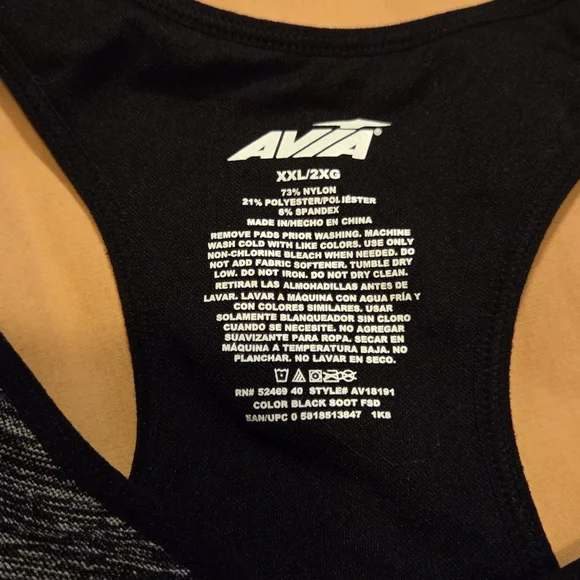 AVIA®
XXL/2XG
73% NYLON
21% POLYESTER/POLIÉSTER
6% SPANDEX
MADE IN/HECHO EN CHINA
REMOVE PADS PRIOR WASHING. MACHINE
WASH COLD WITH LIKE COLORS. USE ONLY
NON-CHLORINE BLEACH WHEN NEEDED. DO
NOT ADD FABRIC SOFTENER. TUMBLE DRY
LOW. DO NOT IRON. DO NOT DRY CLEAN.
RETIRAR LAS ALMOHADILLAS ANTES DE
LAVAR. LAVAR A MÁQUINA CON AGUA FRÍA Y
CON COLORES SIMILARES. USAR
SOLAMENTE BLANQUEADOR SIN CLORO
CUANDO SE NECESITE. NO AGREGAR
SUAVIZANTE PARA ROPA. SECAR EN
MÁQUINA A TEMPERATURA BAJA. NO
PLANCHAR. NO LAVAR EN SECO.
RN# 52469 40 STYLE# AV18191
COLOR BLACK SOOT FSD
EAN/UPC 0 5818513647 1K8